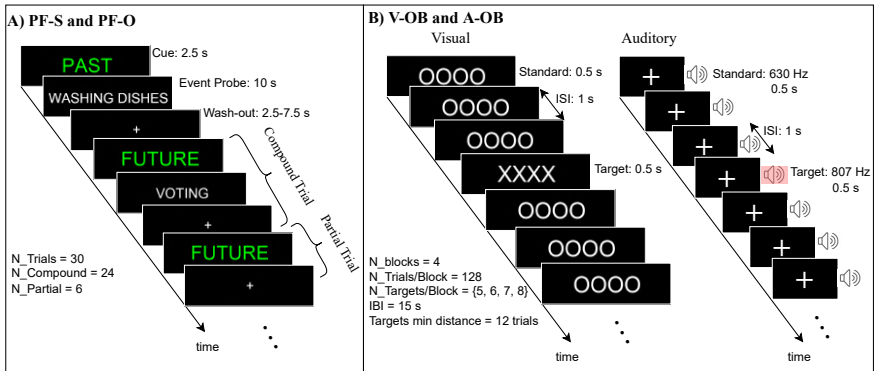 A) PF-S and PF-O
PAST
Cue: 2.5 s
WASHING DISHES
Event Probe: 10 s
+
Wash-out: 2.5-7.5 s
FUTURE
VOTING
+
Compound Trial
FUTURE
+
Partial Trial
N_Trials = 30
N_Compound = 24
N_Partial = 6
time
...
B) V-OB and A-OB
Visual
OOOO
Standard: 0.5 s
OOOO
ISI: 1 s
OOOO
XXXX
Target: 0.5 s
OOOO
OOOO
OOOO
N_blocks = 4
N_Trials/Block = 128
N_Targets/Block = {5, 6, 7, 8}
IBI = 15 s
Targets min distance = 12 trials
time
...
Auditory
+
Standard: 630 Hz
0.5 s
+
+
ISI: 1 s
+
Target: 807 Hz
0.5 s
+
+
+
time
...